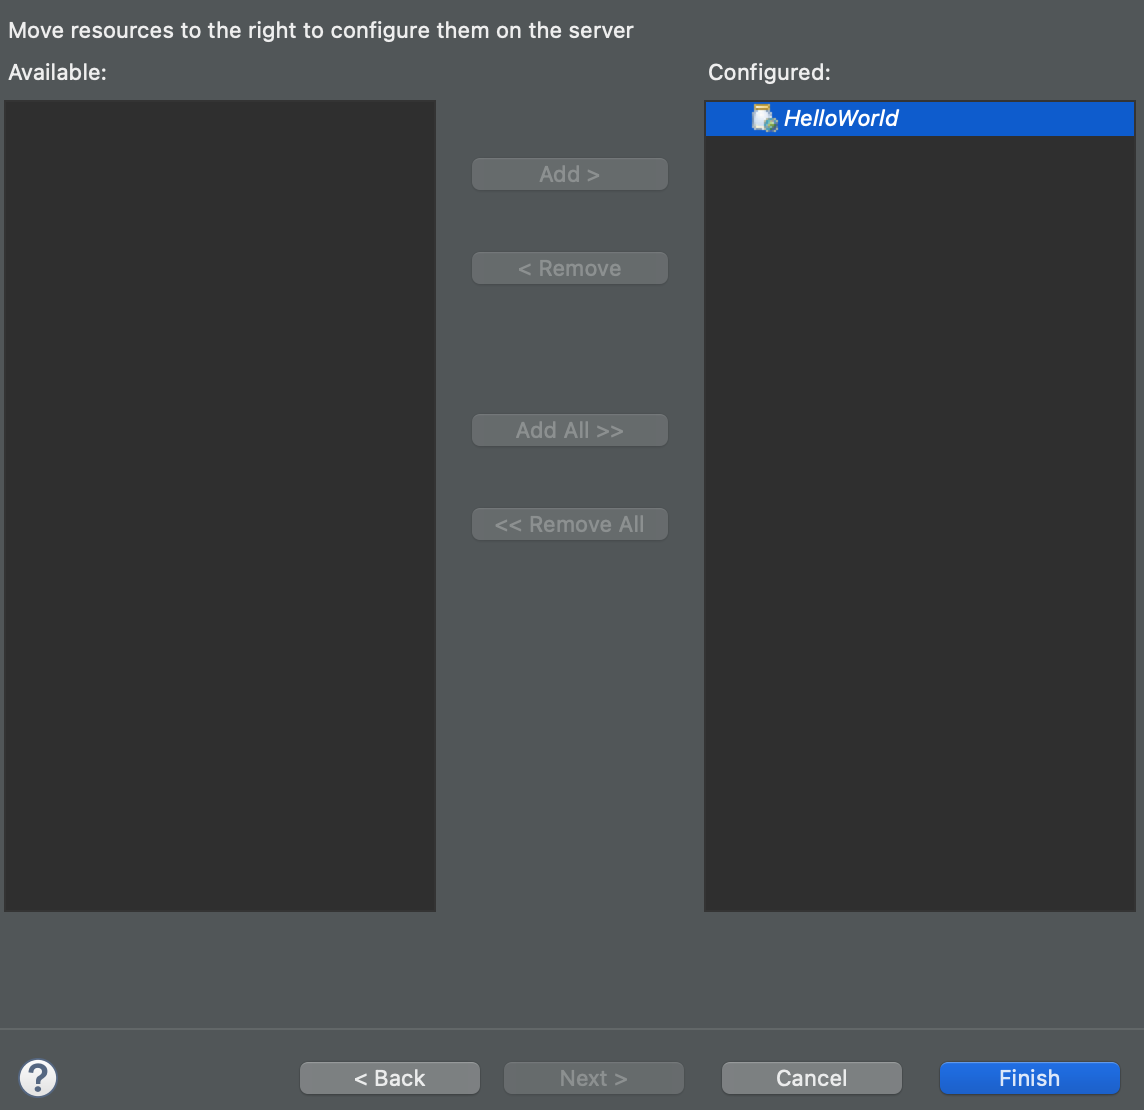 Move resources to the right to configure them on the server
Available:
Configured:
HelloWorld
Add >
< Remove
Add All >>
<< Remove All
?
< Back
Next >
Cancel
Finish